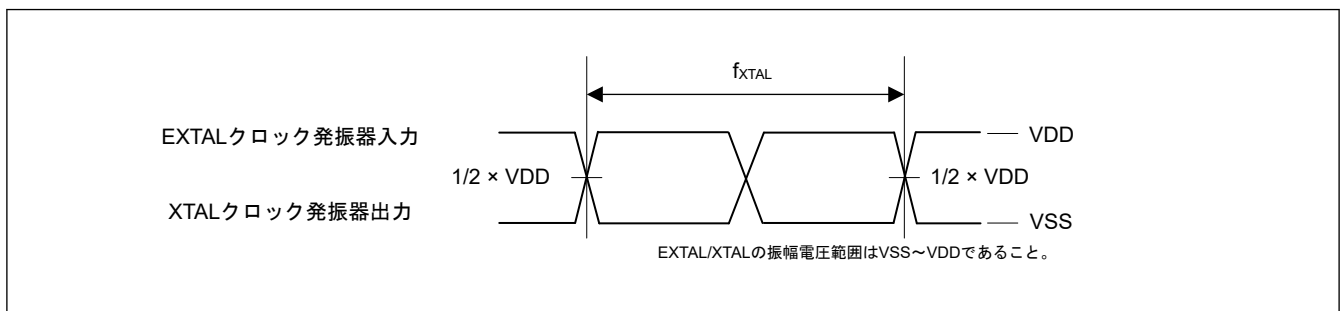 fXTAL
EXTALクロック発振器入力
VDD
1/2 × VDD
1/2 × VDD
XTALクロック発振器出力
VSS
EXTAL/XTALの振幅電圧範囲はVSS～VDDであること。